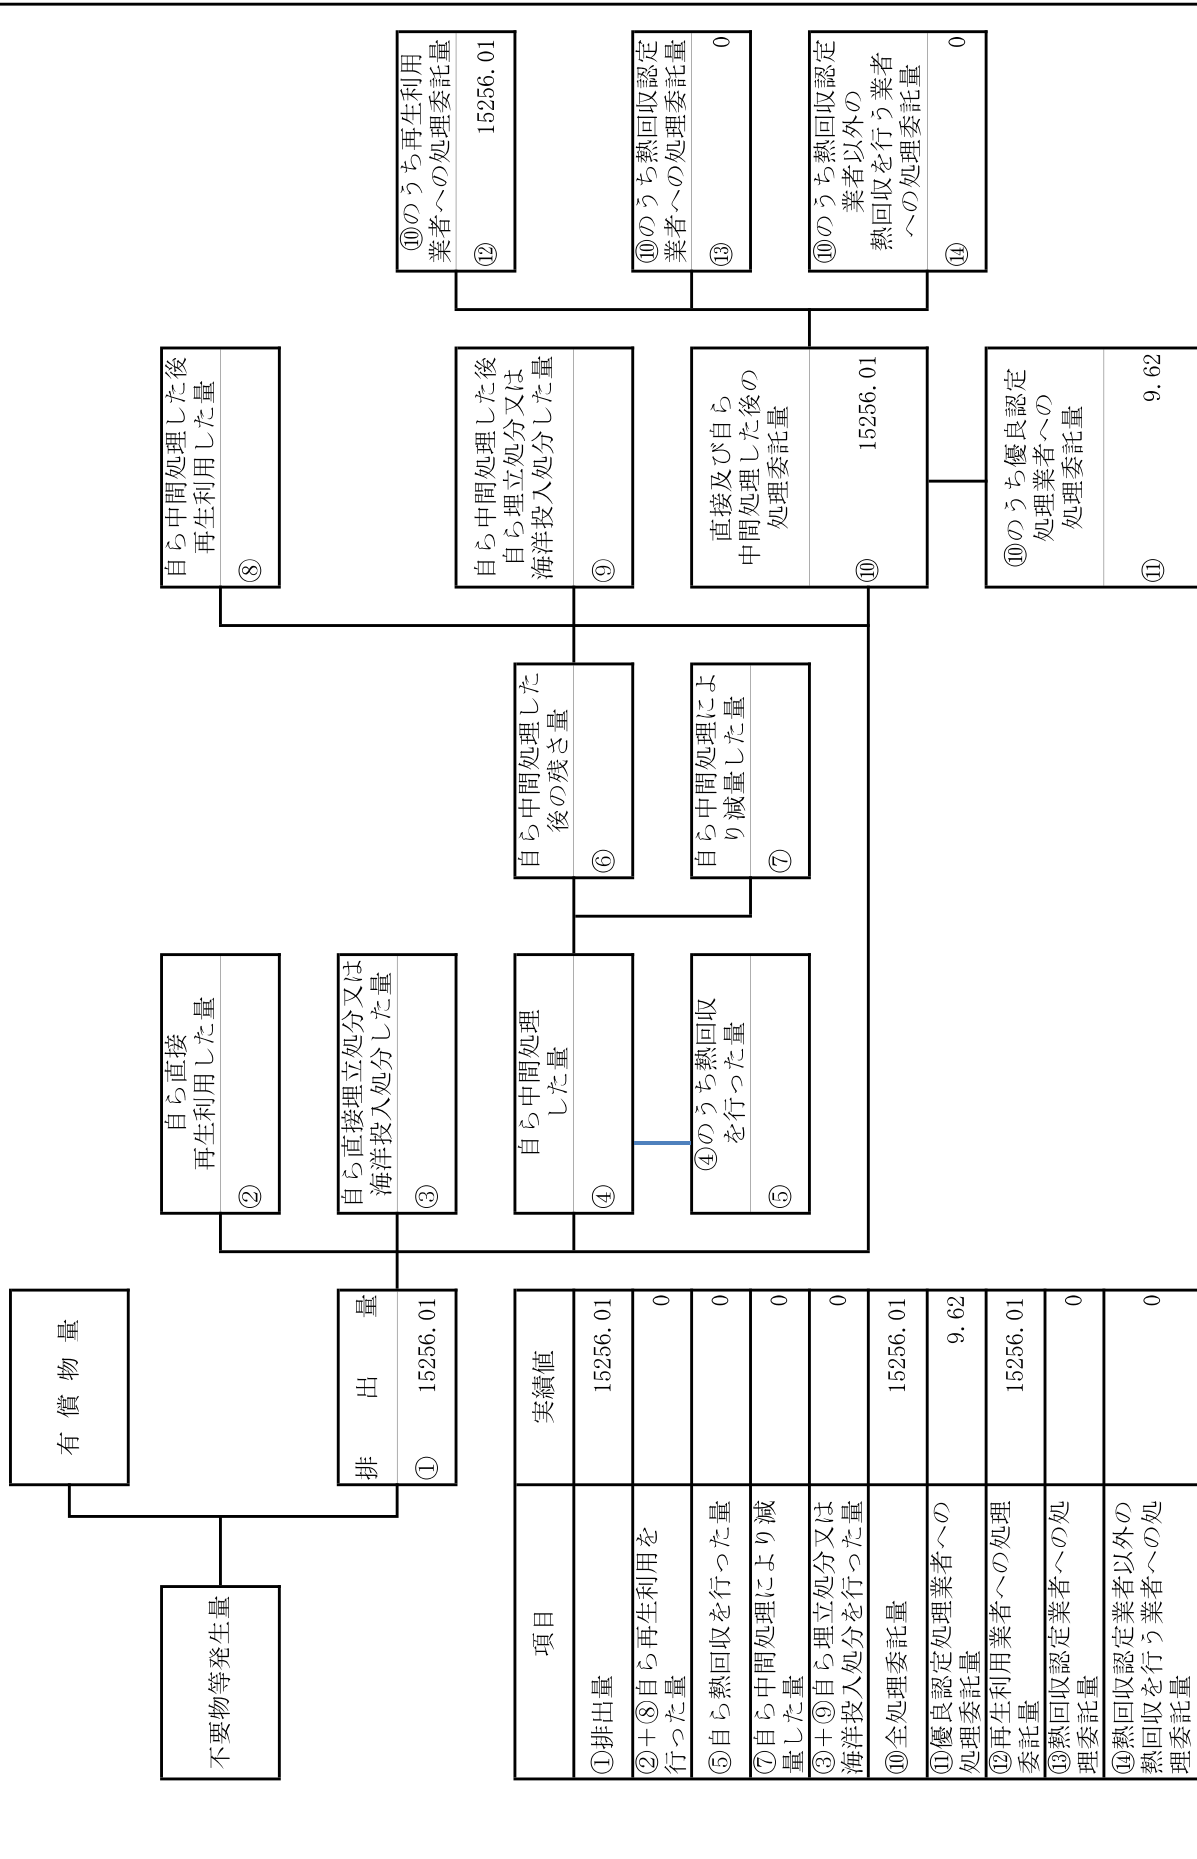 有償物量
不要物等発生量
排出量
① 15256.01
自ら直接
再生利用した量
②
自ら直接埋立処分又は
海洋投入処分した量
③
自ら中間処理
した量
④
④のうち熱回収
を行った量
⑤
自ら中間処理した
後の残さ量
⑥
自ら中間処理によ
り減量した量
⑦
自ら中間処理した後
再生利用した量
⑧
自ら中間処理した後
自ら埋立処分又は
海洋投入処分した量
⑨
直接及び自ら
中間処理した後の
処理委託量
⑩ 15256.01
⑩のうち優良認定
処理業者への
処理委託量
⑪ 9.62
⑩のうち再生利用
業者への処理委託量
⑫ 15256.01
⑩のうち熱回収認定
業者への処理委託量
⑬ 0
⑩のうち熱回収認定
業者以外の
熱回収を行う業者
への処理委託量
⑭ 0
項目 実績値
①排出量 15256.01
②＋⑧自ら再生利用を
行った量 0
⑤自ら熱回収を行った量 0
⑦自ら中間処理により減
量した量 0
③＋⑨自ら埋立処分又は
海洋投入処分を行った量 0
⑩全処理委託量 15256.01
⑪優良認定処理業者への
処理委託量 9.62
⑫再生利用業者への処理
委託量 15256.01
⑬熱回収認定業者への処
理委託量 0
⑭熱回収認定業者以外の
熱回収を行う業者への処
理委託量 0